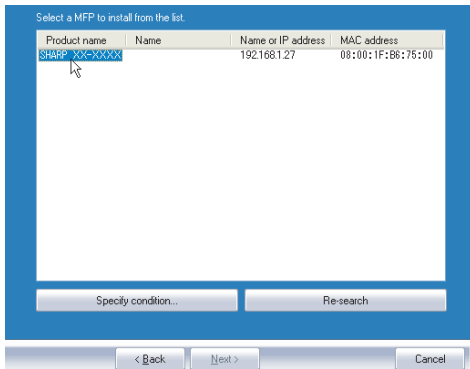 Select a MFP to install from the list.
Product name Name Name or IP address MAC address
SHARP XX-XXXX 192.168.1.27 08:00:1F:B6:75:00
Specify condition... Re-search
< Back Next > Cancel